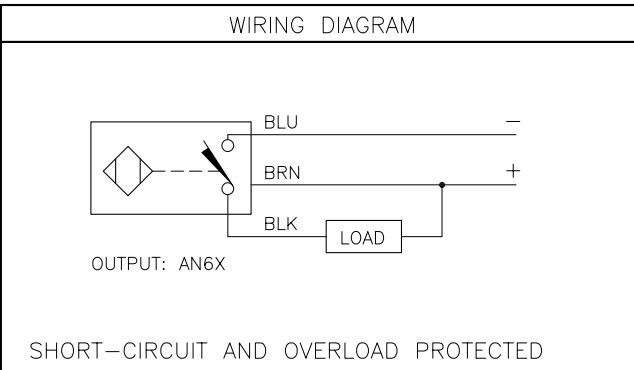 WIRING DIAGRAM
BLU −
BRN +
BLK
LOAD
OUTPUT: AN6X
SHORT−CIRCUIT AND OVERLOAD PROTECTED